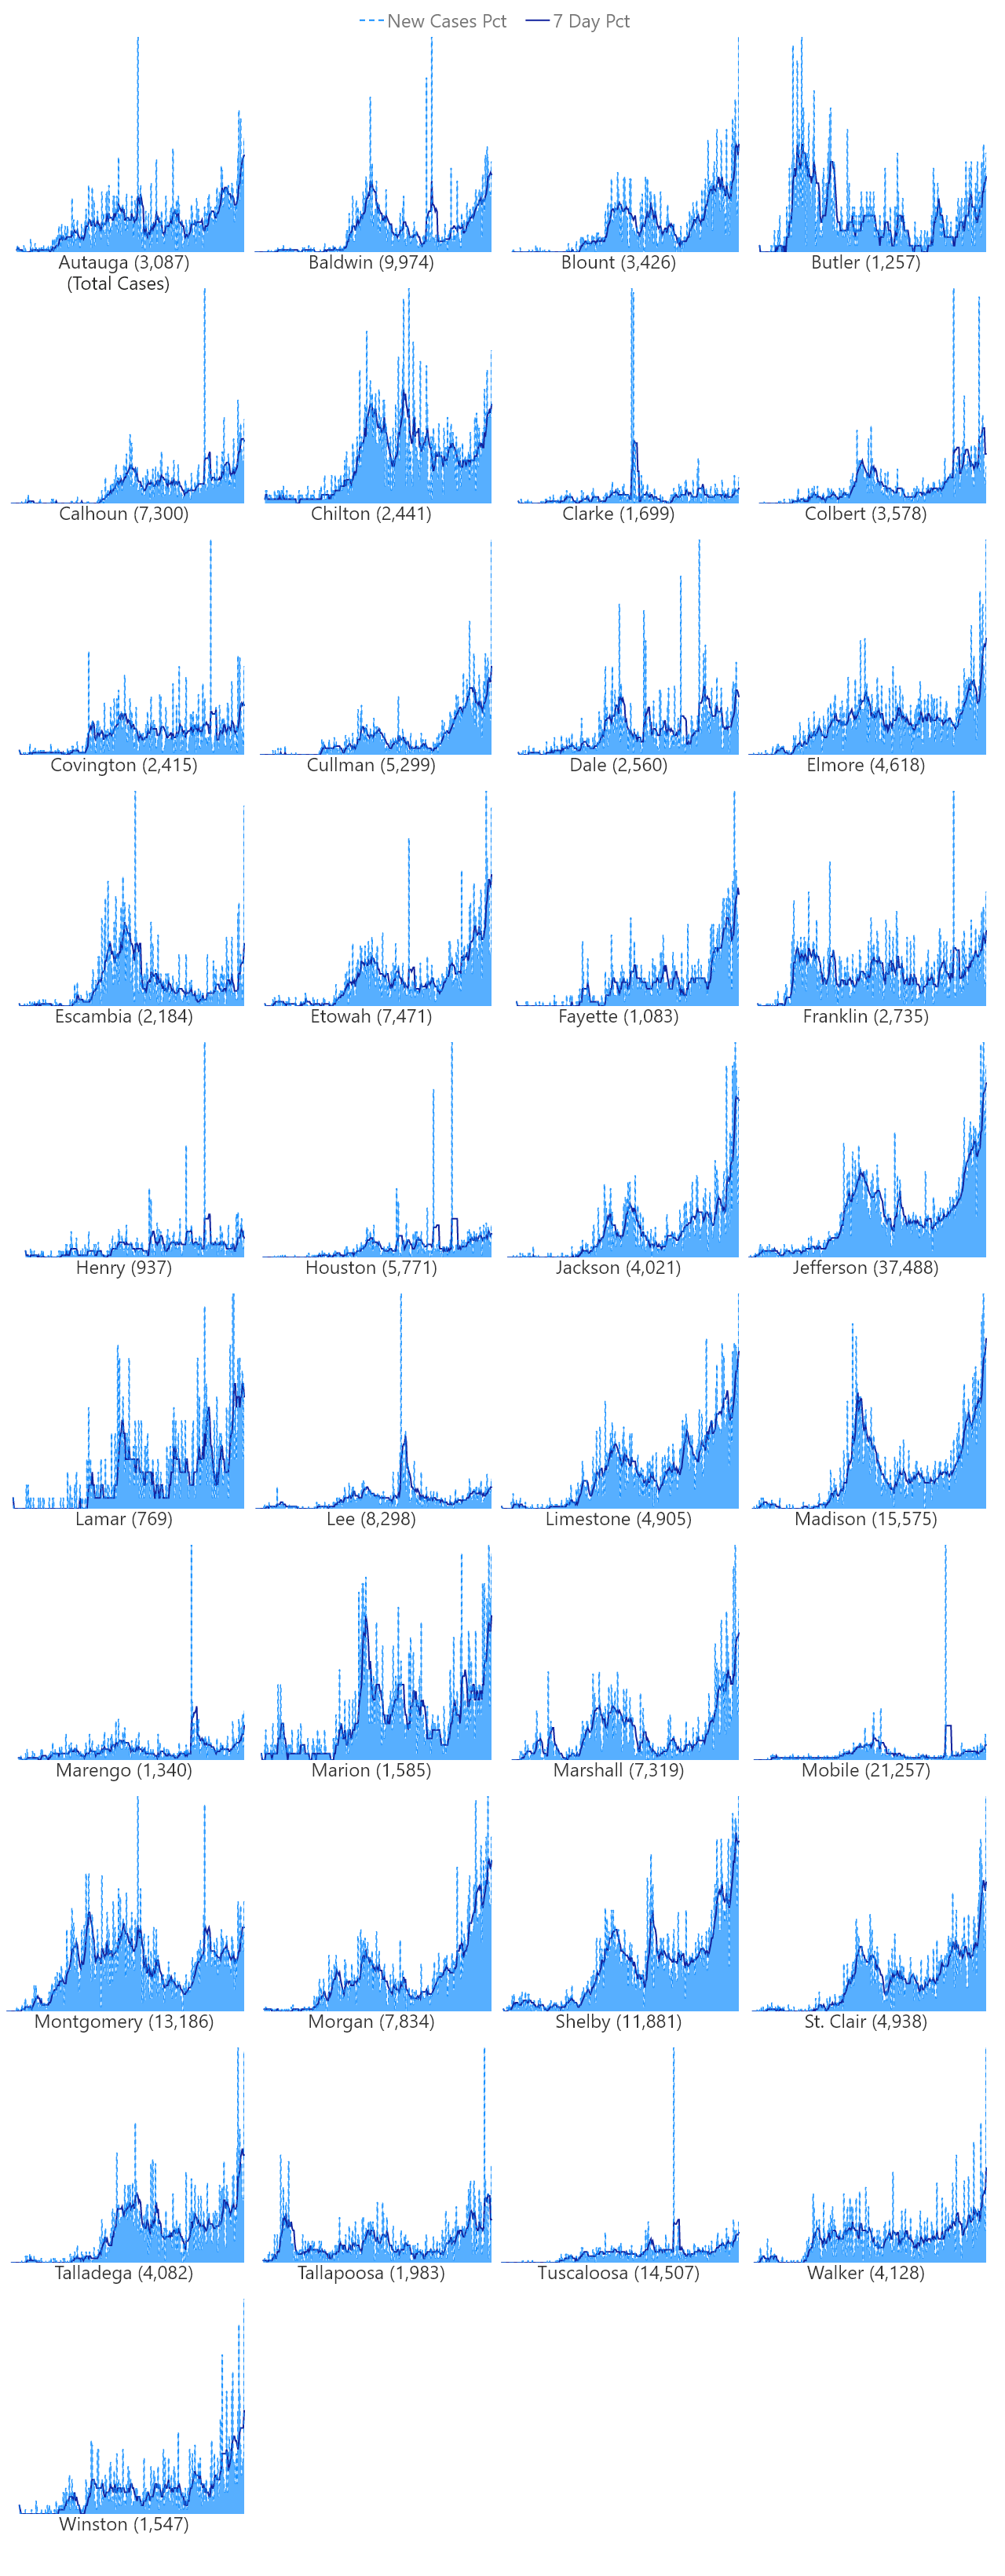 New Cases Pct 7 Day Pct
Autauga (3,087) Baldwin (9,974) Blount (3,426) Butler (1,257)
(Total Cases)
Calhoun (7,300) Chilton (2,441) Clarke (1,699) Colbert (3,578)
Covington (2,415) Cullman (5,299) Dale (2,560) Elmore (4,618)
Escambia (2,184) Etowah (7,471) Fayette (1,083) Franklin (2,735)
Henry (937) Houston (5,771) Jackson (4,021) Jefferson (37,488)
Lamar (769) Lee (8,298) Limestone (4,905) Madison (15,575)
Marengo (1,340) Marion (1,585) Marshall (7,319) Mobile (21,257)
Montgomery (13,186) Morgan (7,834) Shelby (11,881) St. Clair (4,938)
Talladega (4,082) Tallapoosa (1,983) Tuscaloosa (14,507) Walker (4,128)
Winston (1,547)